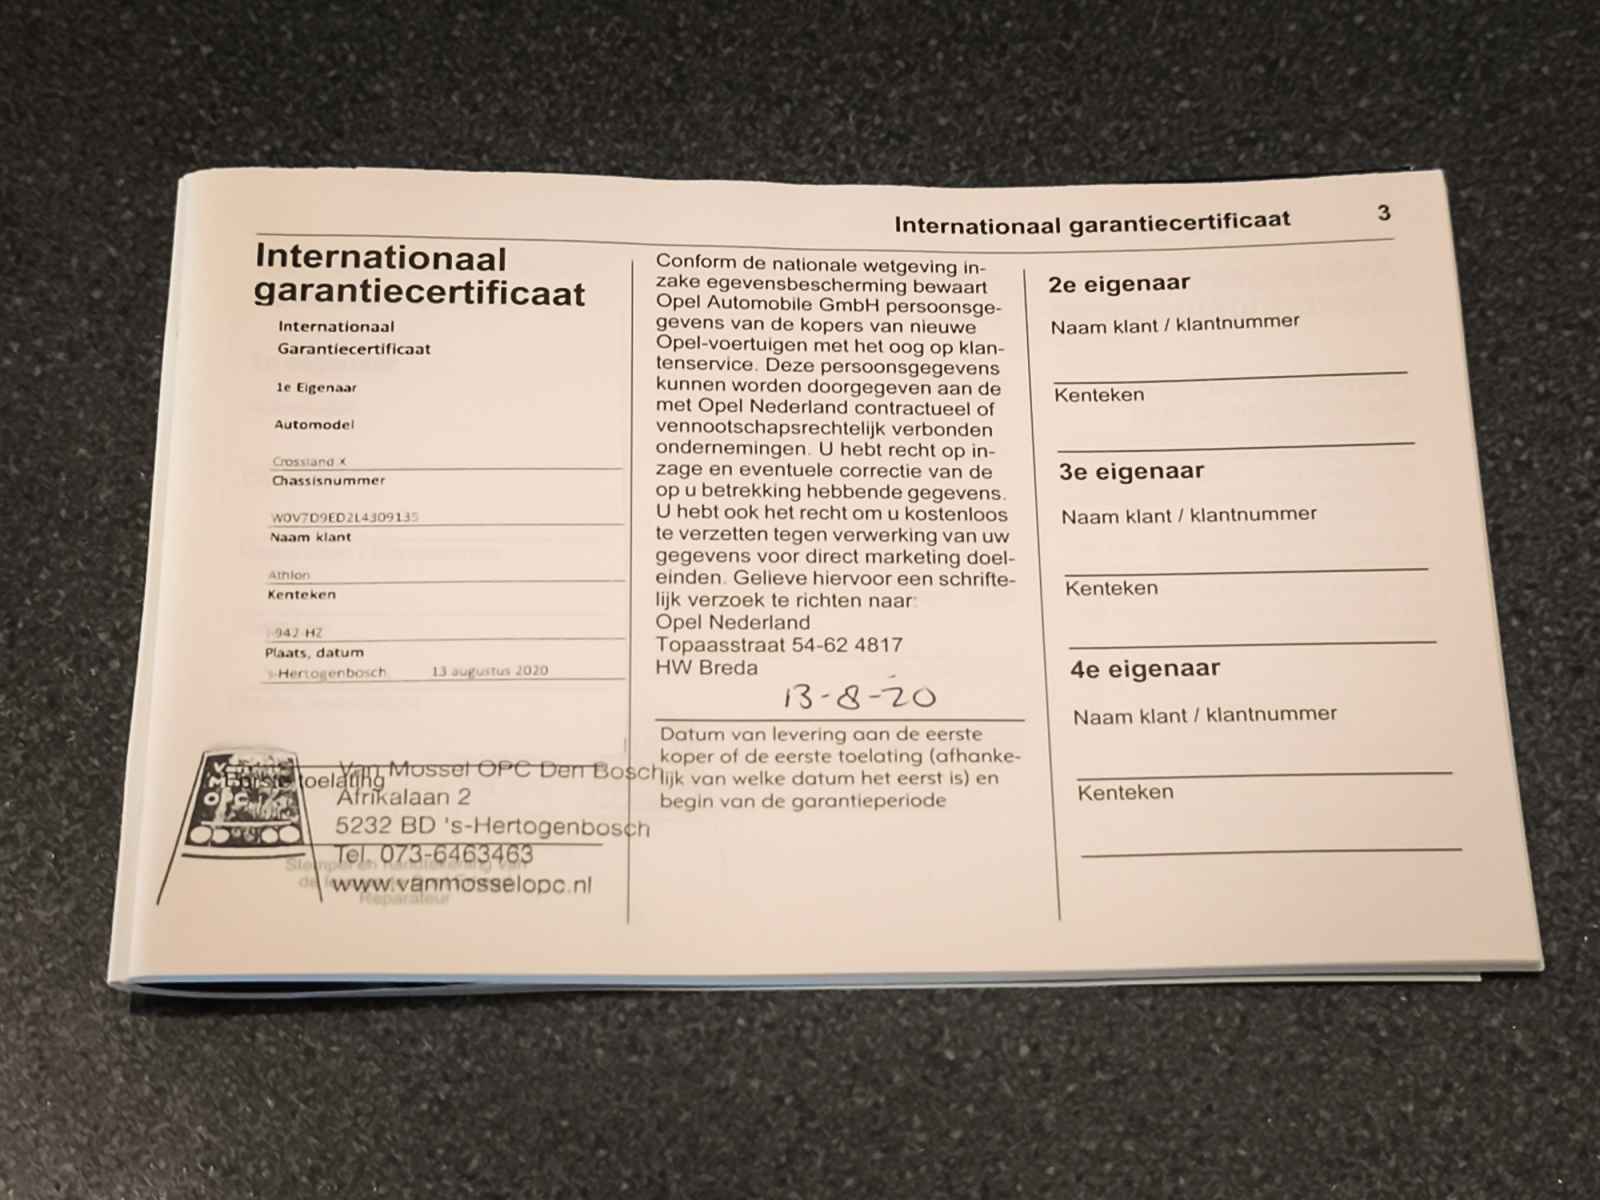 Internationaal garantiecertificaat 3
Internationaal
garantiecertificaat
Internationaal
Garantiecertificaat
1e Eigenaar
Automodel
Crossland X
Chassisnummer
W0V7D9ED2L4309135
Naam klant
Athlon
Kenteken
-942-HZ
Plaats, datum
's-Hertogenbosch 13 augustus 2020
Eerste toelating
Van Mossel OPC Den Bosch
Afrikalaan 2
5232 BD 's-Hertogenbosch
Tel. 073-6463463
www.vanmosselopc.nl
Stempel en handtekening van
de
Reparateur
Conform de nationale wetgeving in-
zake egevensbescherming bewaart
Opel Automobile GmbH persoonsge-
gevens van de kopers van nieuwe
Opel-voertuigen met het oog op klan-
tenservice. Deze persoonsgegevens
kunnen worden doorgegeven aan de
met Opel Nederland contractueel of
vennootschapsrechtelijk verbonden
ondernemingen. U hebt recht op in-
zage en eventuele correctie van de
op u betrekking hebbende gegevens.
U hebt ook het recht om u kostenloos
te verzetten tegen verwerking van uw
gegevens voor direct marketing doel-
einden. Gelieve hiervoor een schrifte-
lijk verzoek te richten naar:
Opel Nederland
Topaasstraat 54-62 4817
HW Breda
13-8-20
Datum van levering aan de eerste
koper of de eerste toelating (afhanke-
lijk van welke datum het eerst is) en
begin van de garantieperiode
2e eigenaar
Naam klant / klantnummer
Kenteken
3e eigenaar
Naam klant / klantnummer
Kenteken
4e eigenaar
Naam klant / klantnummer
Kenteken